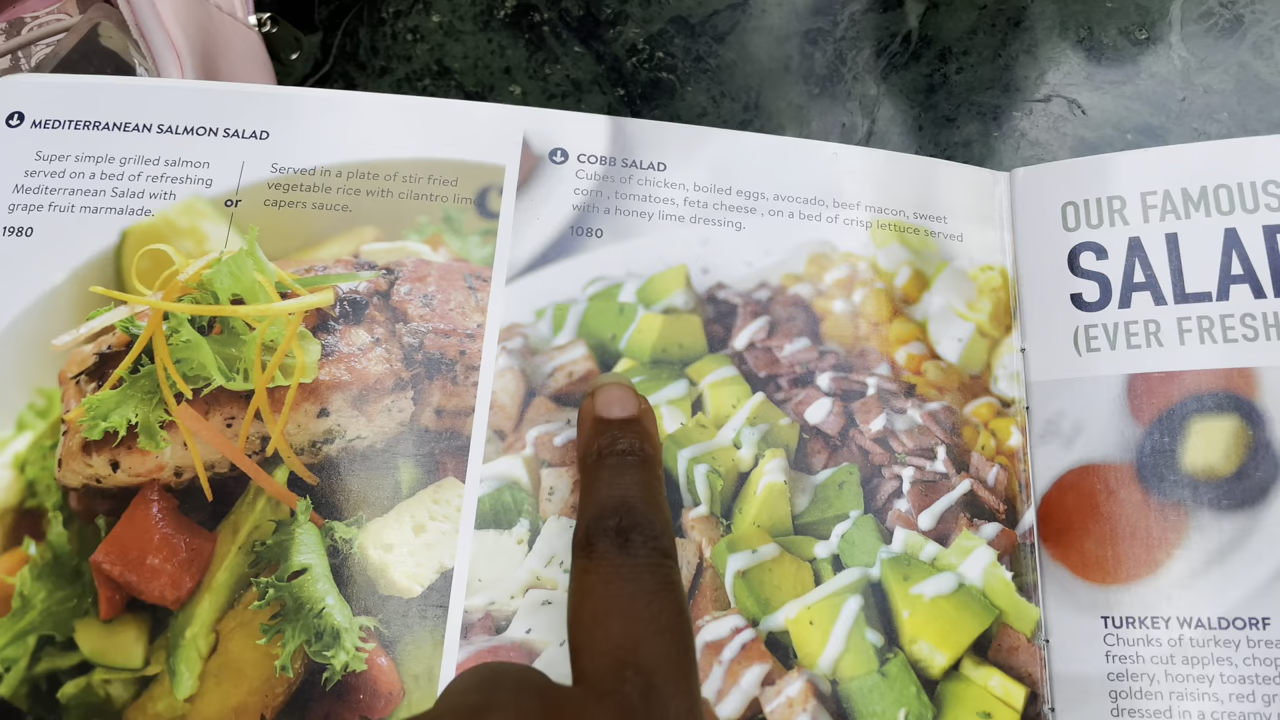 MEDITERRANEAN SALMON SALAD
Super simple grilled salmon
served on a bed of refreshing
Mediterranean Salad with
grape fruit marmalade.
or
Served in a plate of stir fried
vegetable rice with cilantro lim
capers sauce.
1980
COBB SALAD
Cubes of chicken, boiled eggs, avocado, beef macon, sweet
corn , tomatoes, feta cheese , on a bed of crisp lettuce served
with a honey lime dressing.
1080
OUR FAMOUS
SALAD
(EVER FRESH
TURKEY WALDORF
Chunks of turkey brea
fresh cut apples, chop
celery, honey toasted
golden raisins, red gr
dressed in a creamy